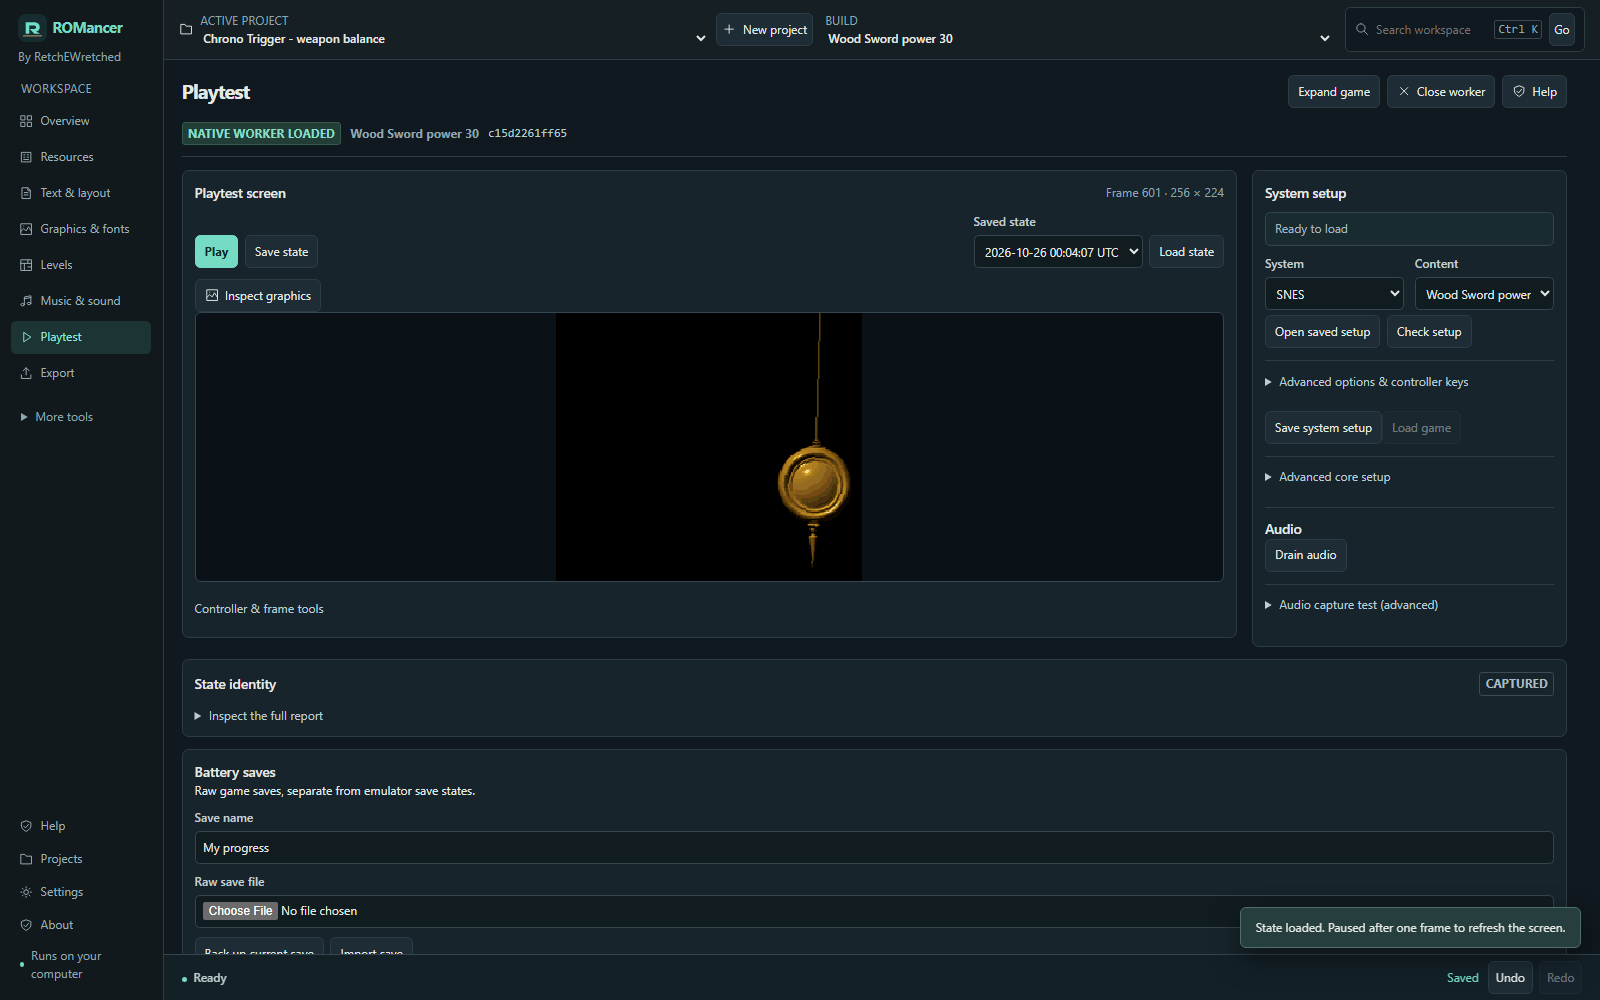 ROMancer
By RetchEWretched
WORKSPACE
Overview
Resources
Text & layout
Graphics & fonts
Levels
Music & sound
Playtest
Export
More tools
Help
Projects
Settings
About
Runs on your
computer
ACTIVE PROJECT
Chrono Trigger - weapon balance
New project
BUILD
Wood Sword power 30
Search workspace
Ctrl K
Go
Playtest
Expand game
Close worker
Help
NATIVE WORKER LOADED Wood Sword power 30 c15d2261ff65
Playtest screen
Frame 601 · 256 × 224
Saved state
Play
Save state
2026-10-26 00:04:07 UTC
Load state
Inspect graphics
Controller & frame tools
System setup
Ready to load
System
Content
SNES
Wood Sword power
Open saved setup
Check setup
Advanced options & controller keys
Save system setup
Load game
Advanced core setup
Audio
Drain audio
Audio capture test (advanced)
State identity
CAPTURED
Inspect the full report
Battery saves
Raw game saves, separate from emulator save states.
Save name
My progress
Raw save file
Choose File No file chosen
Back up current save
Import save
State loaded. Paused after one frame to refresh the screen.
Ready
Saved
Undo
Redo